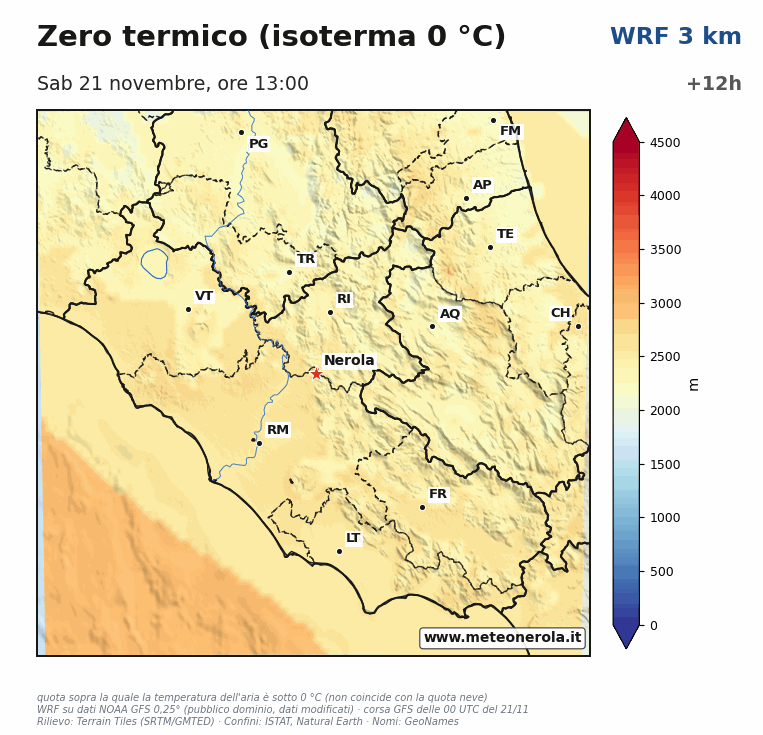 Zero termico (isoterma 0 °C)
WRF 3 km
Sab 21 novembre, ore 13:00
+12h
FM
PG
AP
TE
TR
VT
RI
AQ
CH
Nerola
RM
FR
LT
www.meteonerola.it
4500
4000
3500
3000
2500
2000
1500
1000
500
0
m
quota sopra la quale la temperatura dell'aria è sotto 0 °C (non coincide con la quota neve)
WRF su dati NOAA GFS 0,25° (pubblico dominio, dati modificati) · corsa GFS delle 00 UTC del 21/11
Rilievo: Terrain Tiles (SRTM/GMTED) · Confini: ISTAT, Natural Earth · Nomi: GeoNames